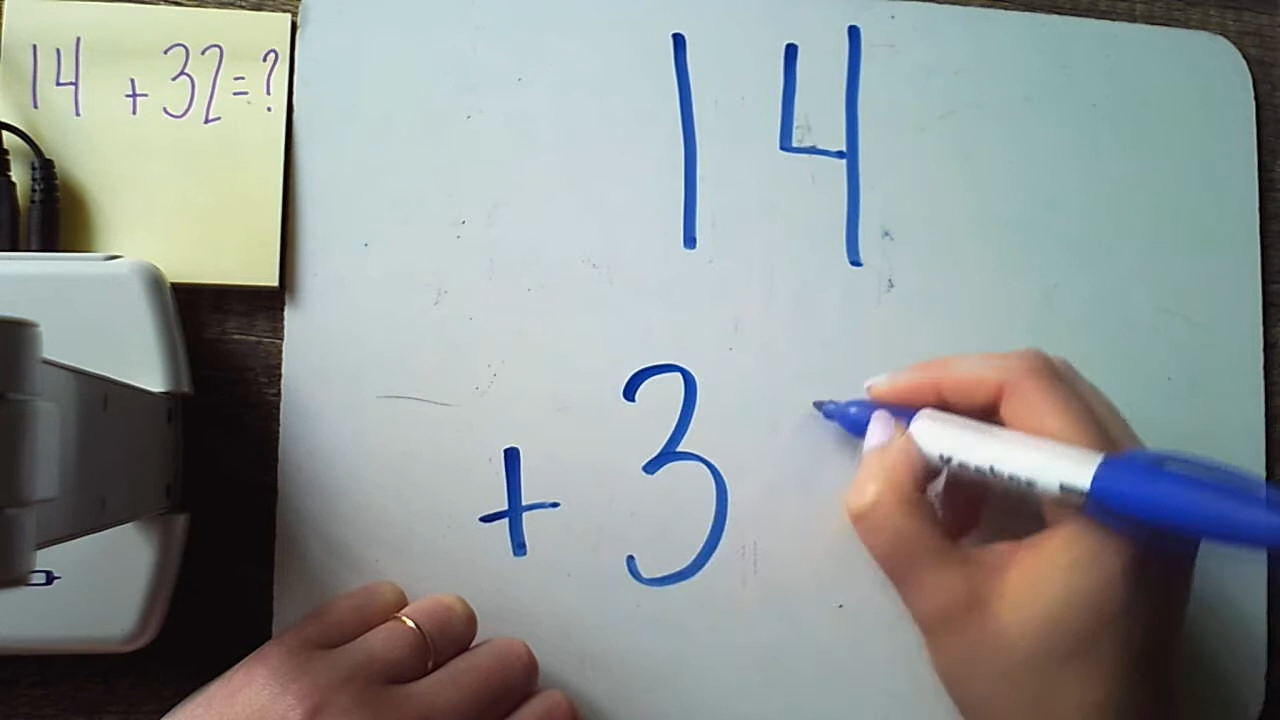 14 + 32 = ?
14
+ 3